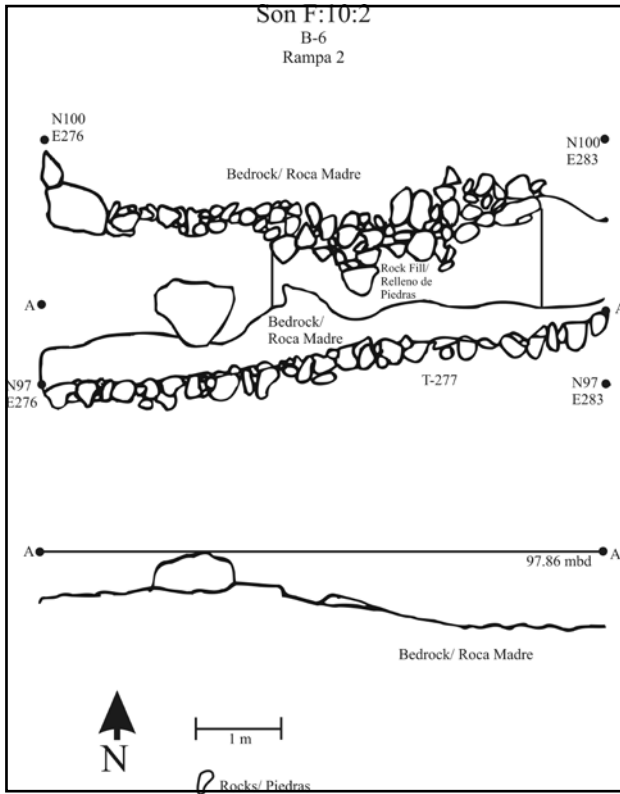 Son F:10:2
B-6
Rampa 2
N100
E276
N100
E283
Bedrock/ Roca Madre
Rock Fill/
Relleno de
Piedras
A
A
Bedrock/
Roca Madre
N97
E276
T-277
N97
E283
A
A
97.86 mbd
Bedrock/ Roca Madre
N
1 m
Rocks/ Piedras